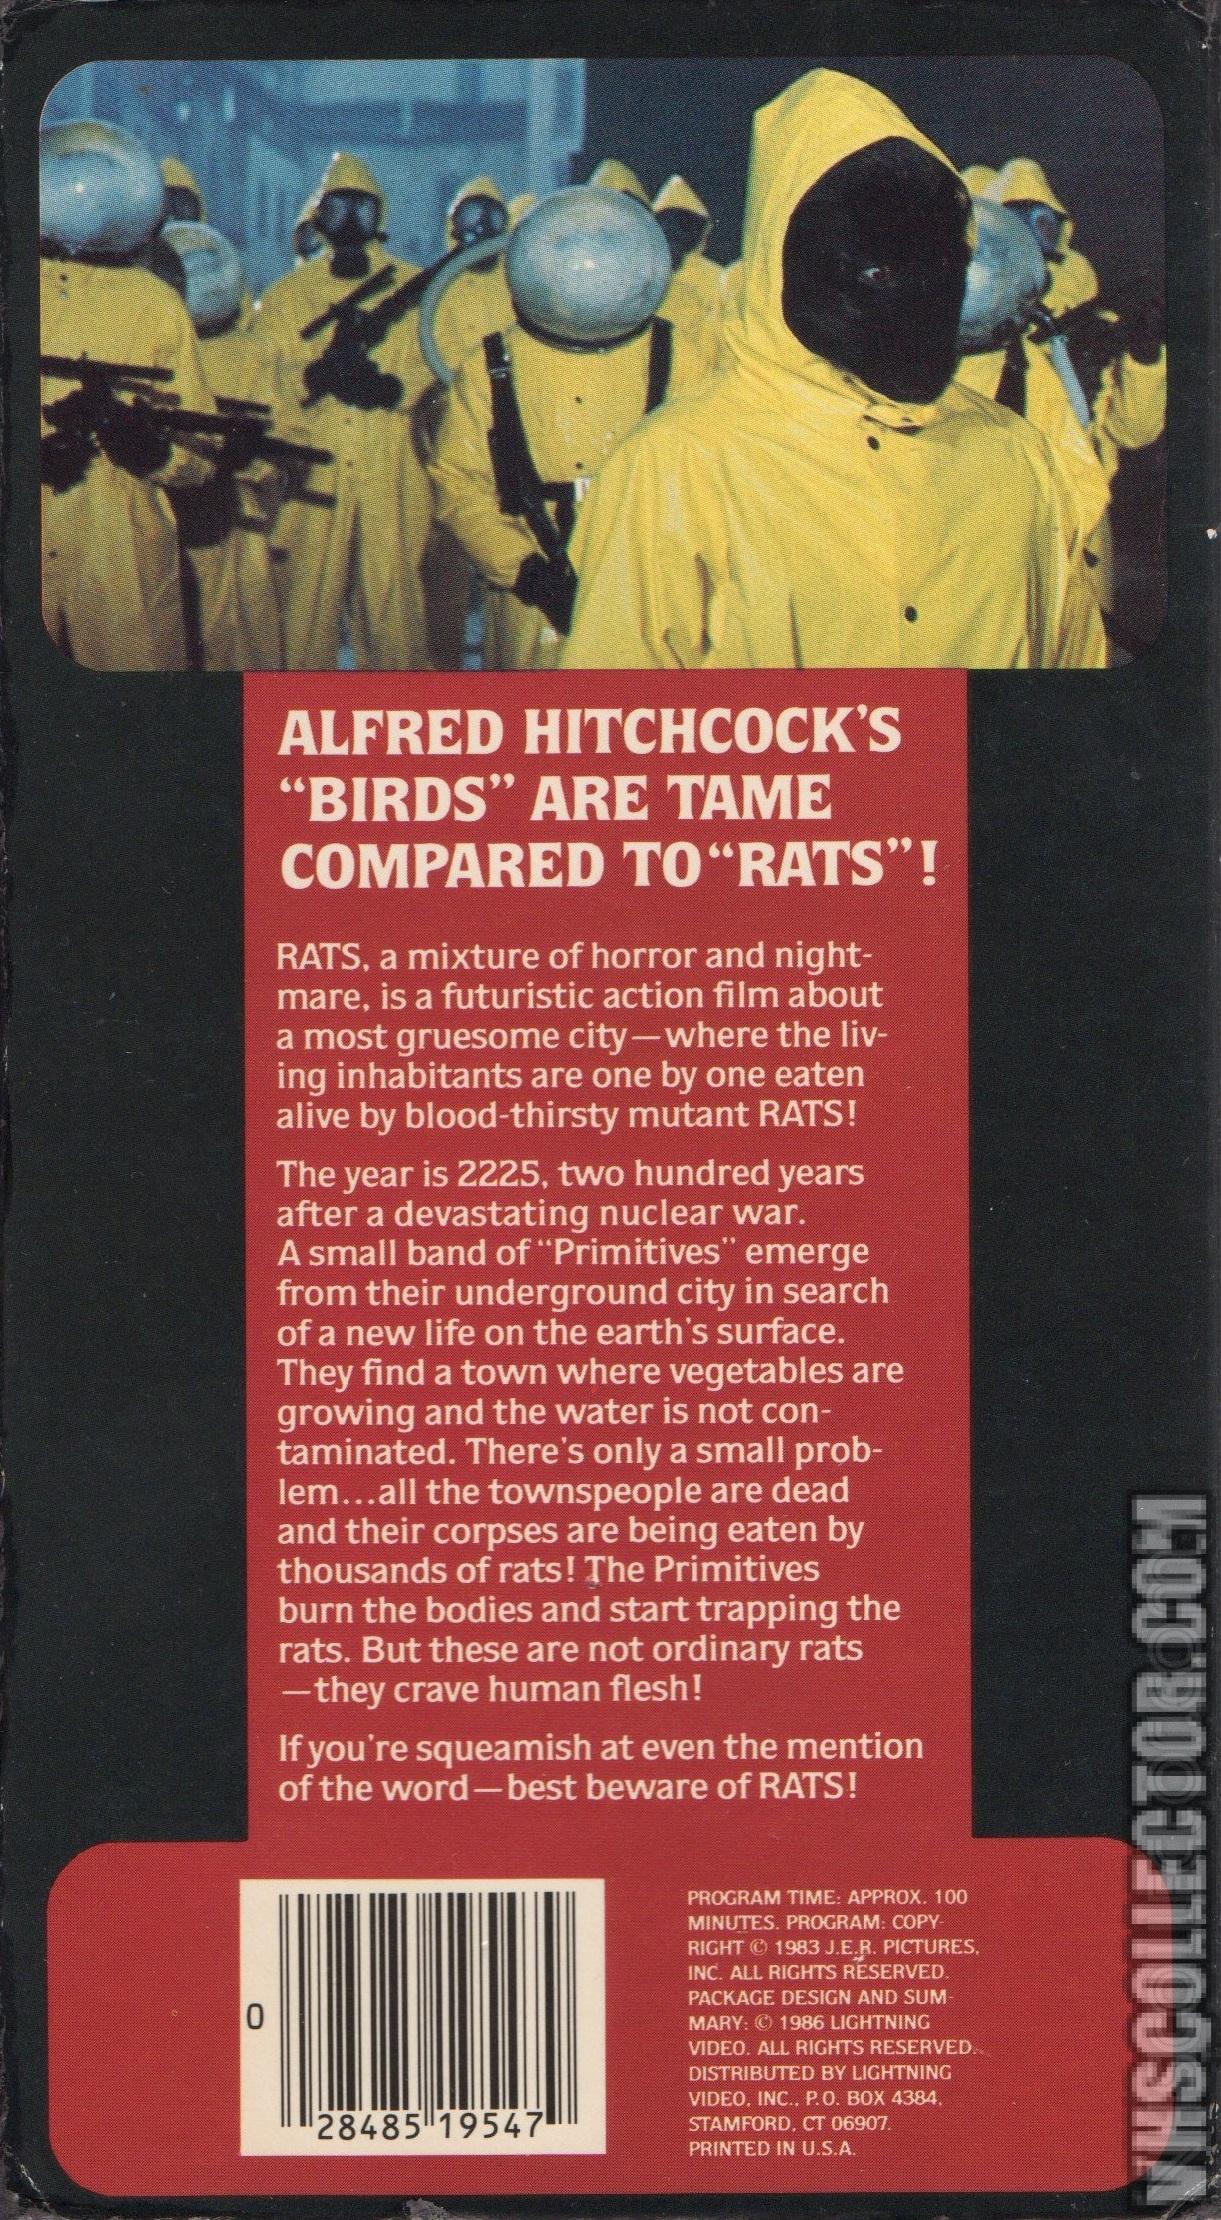 ALFRED HITCHCOCK'S
“BIRDS” ARE TAME
COMPARED TO “RATS”!
RATS, a mixture of horror and night-
mare, is a futuristic action film about
a most gruesome city—where the liv-
ing inhabitants are one by one eaten
alive by blood-thirsty mutant RATS!
The year is 2225, two hundred years
after a devastating nuclear war.
A small band of “Primitives” emerge
from their underground city in search
of a new life on the earth's surface.
They find a town where vegetables are
growing and the water is not con-
taminated. There's only a small prob-
lem...all the townspeople are dead
and their corpses are being eaten by
thousands of rats! The Primitives
burn the bodies and start trapping the
rats. But these are not ordinary rats
—they crave human flesh!
If you're squeamish at even the mention
of the word—best beware of RATS!
0
28485 19547
PROGRAM TIME: APPROX. 100
MINUTES. PROGRAM: COPY-
RIGHT © 1983 J.E.R. PICTURES,
INC. ALL RIGHTS RESERVED.
PACKAGE DESIGN AND SUM-
MARY: © 1986 LIGHTNING
VIDEO. ALL RIGHTS RESERVED.
DISTRIBUTED BY LIGHTNING
VIDEO, INC., P.O. BOX 4384,
STAMFORD, CT 06907.
PRINTED IN U.S.A.
VHSCOLLECTOR.COM